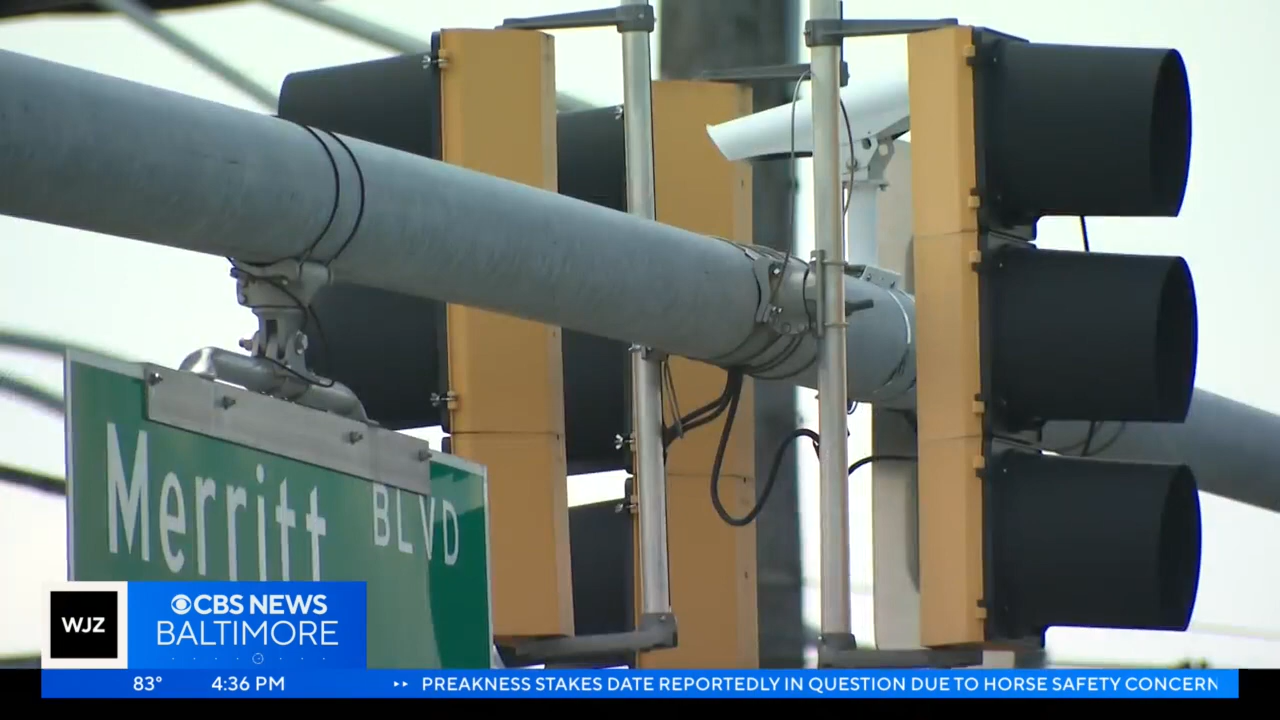 Merritt BLVD
WJZ
CBS NEWS
BALTIMORE
83° 4:36 PM PREAKNESS STAKES DATE REPORTEDLY IN QUESTION DUE TO HORSE SAFETY CONCERN